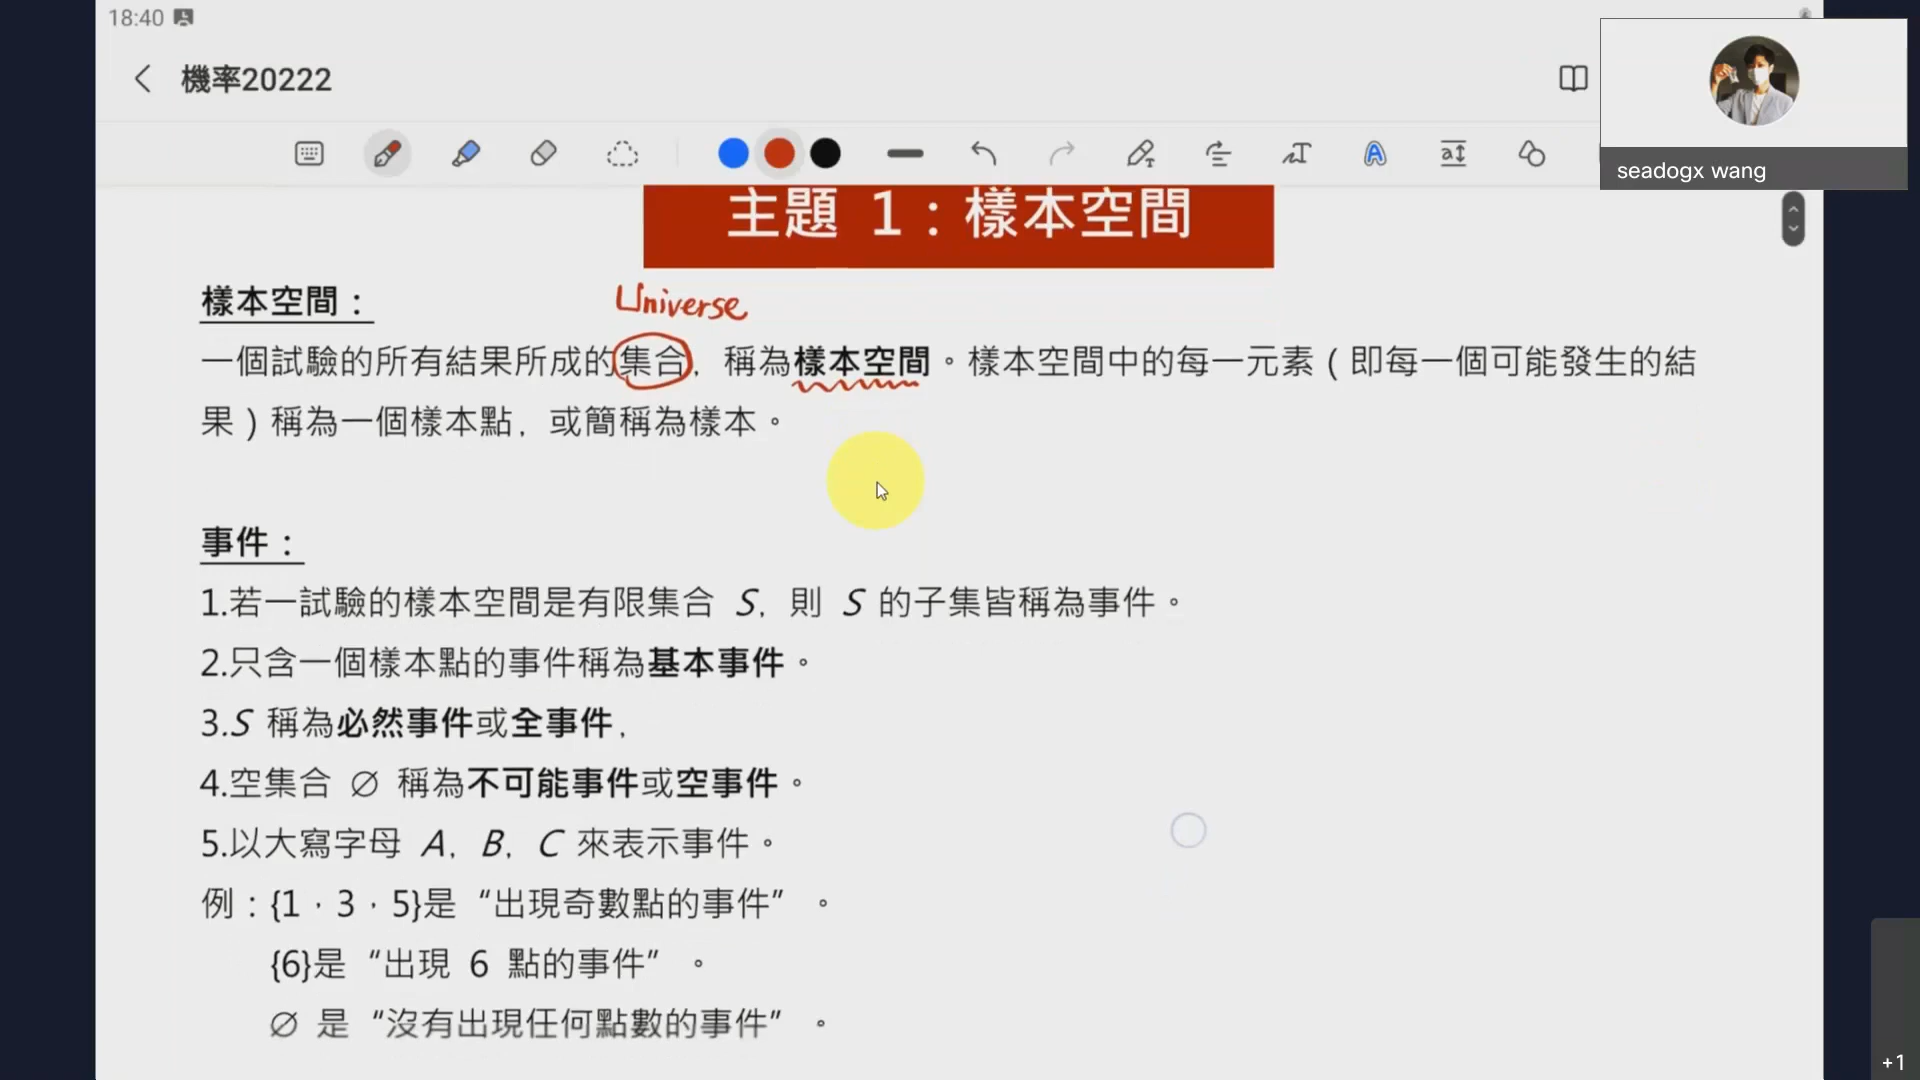 18:40
機率20222
seadogx wang
主題 1：樣本空間
樣本空間：
Universe
一個試驗的所有結果所成的集合，稱為樣本空間。樣本空間中的每一元素（即每一個可能發生的結
果）稱為一個樣本點，或簡稱為樣本。
事件：
1.若一試驗的樣本空間是有限集合 S，則 S 的子集皆稱為事件。
2.只含一個樣本點的事件稱為基本事件。
3.S 稱為必然事件或全事件，
4.空集合 ∅ 稱為不可能事件或空事件。
5.以大寫字母 A，B，C 來表示事件。
例：{1，3，5}是“出現奇數點的事件”。
{6}是“出現 6 點的事件”。
∅ 是“沒有出現任何點數的事件”。
+1